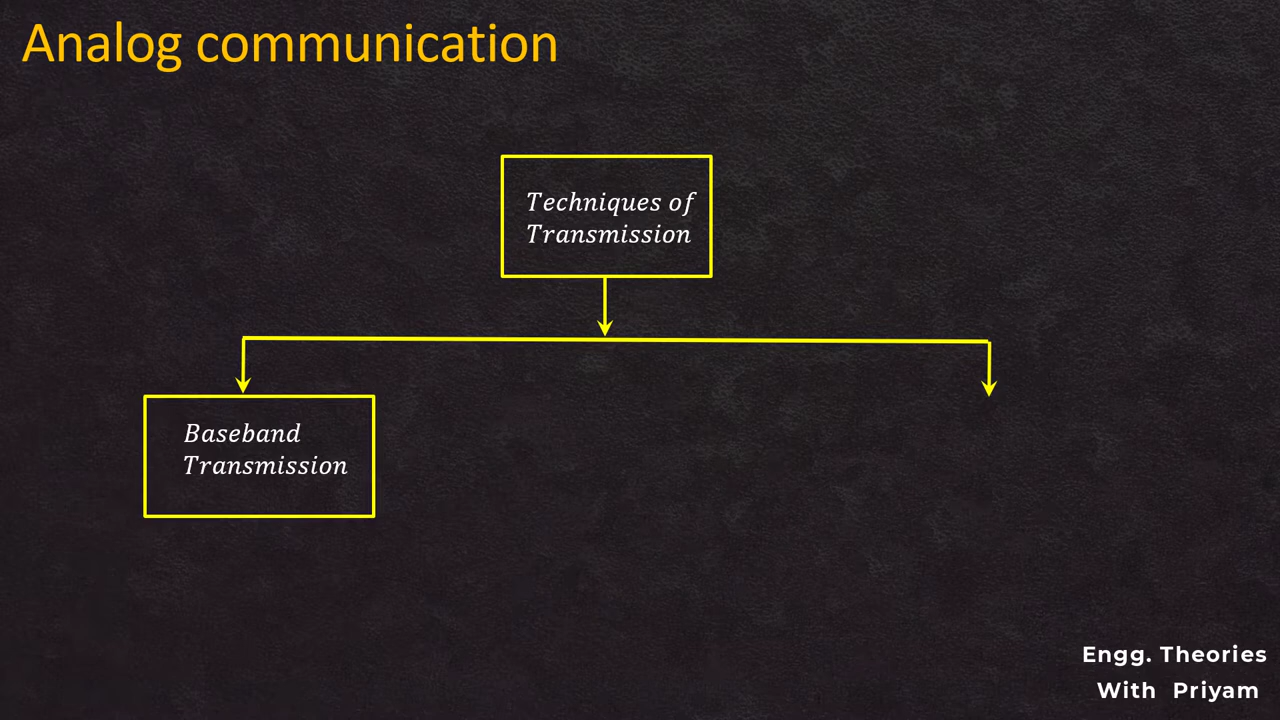 Analog communication
Techniques of
Transmission
Baseband
Transmission
Engg. Theories
With Priyam